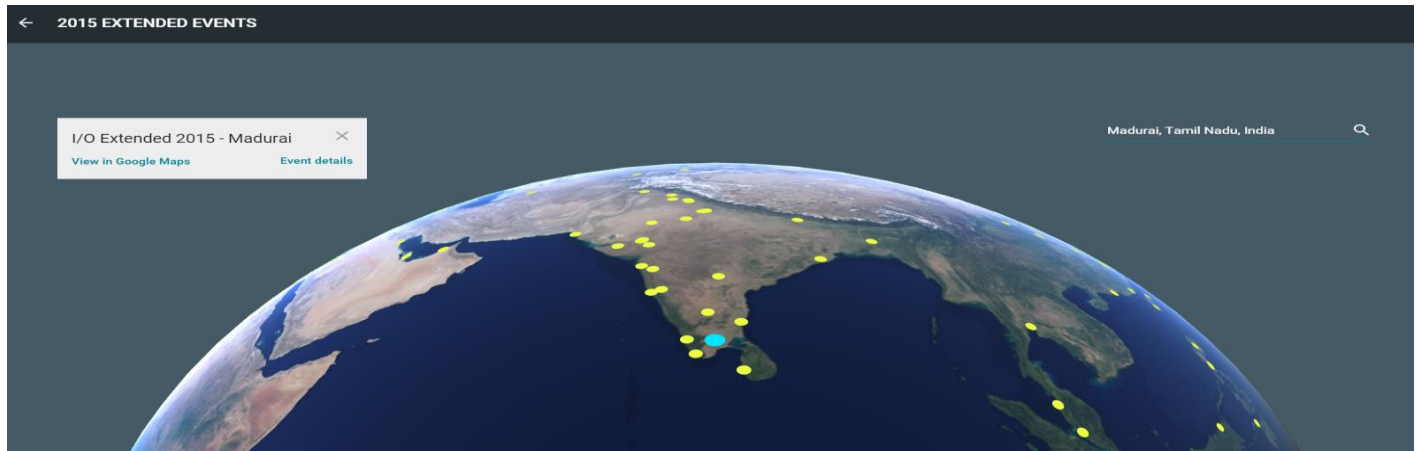 2015 EXTENDED EVENTS
I/O Extended 2015 - Madurai
View in Google Maps
Event details
Madurai, Tamil Nadu, India